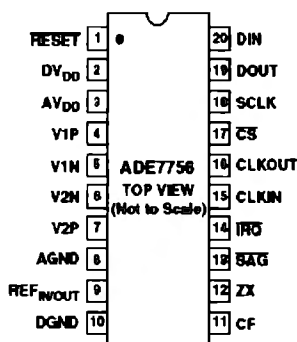 RESET 1 20 DIN
DVDD 2 19 DOUT
AVDD 3 18 SCLK
V1P 4 17 CS
V1N 5 16 CLKOUT
V2N 6 15 CLKIN
V2P 7 14 IRQ
AGND 8 13 SAG
REFIN/OUT 9 12 ZX
DGND 10 11 CF
ADE7756
TOP VIEW
(Not to Scale)